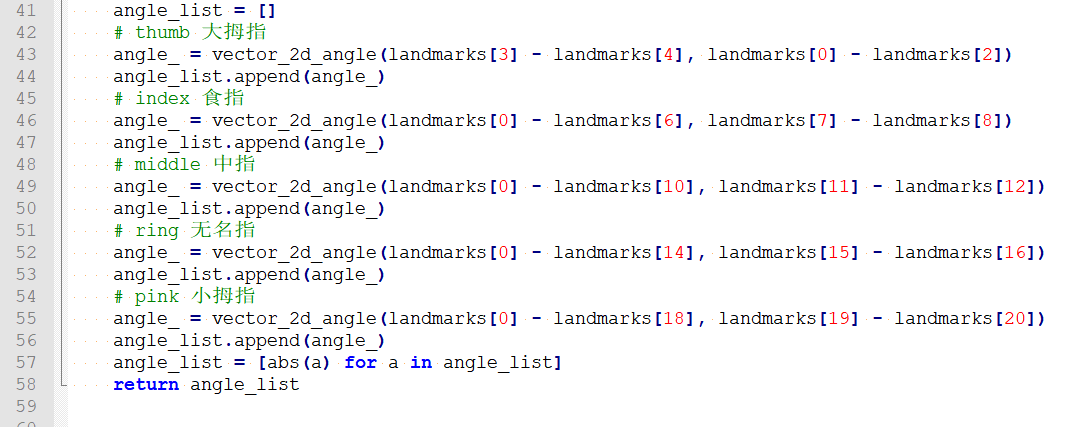 41 angle_list = []
42 # thumb 大拇指
43 angle_ = vector_2d_angle(landmarks[3] - landmarks[4], landmarks[0] - landmarks[2])
44 angle_list.append(angle_)
45 # index 食指
46 angle_ = vector_2d_angle(landmarks[0] - landmarks[6], landmarks[7] - landmarks[8])
47 angle_list.append(angle_)
48 # middle 中指
49 angle_ = vector_2d_angle(landmarks[0] - landmarks[10], landmarks[11] - landmarks[12])
50 angle_list.append(angle_)
51 # ring 无名指
52 angle_ = vector_2d_angle(landmarks[0] - landmarks[14], landmarks[15] - landmarks[16])
53 angle_list.append(angle_)
54 # pink 小拇指
55 angle_ = vector_2d_angle(landmarks[0] - landmarks[18], landmarks[19] - landmarks[20])
56 angle_list.append(angle_)
57 angle_list = [abs(a) for a in angle_list]
58 return angle_list
59